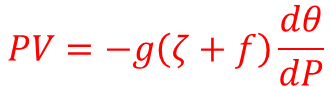 PV = −g(ζ + f) dθ/dP